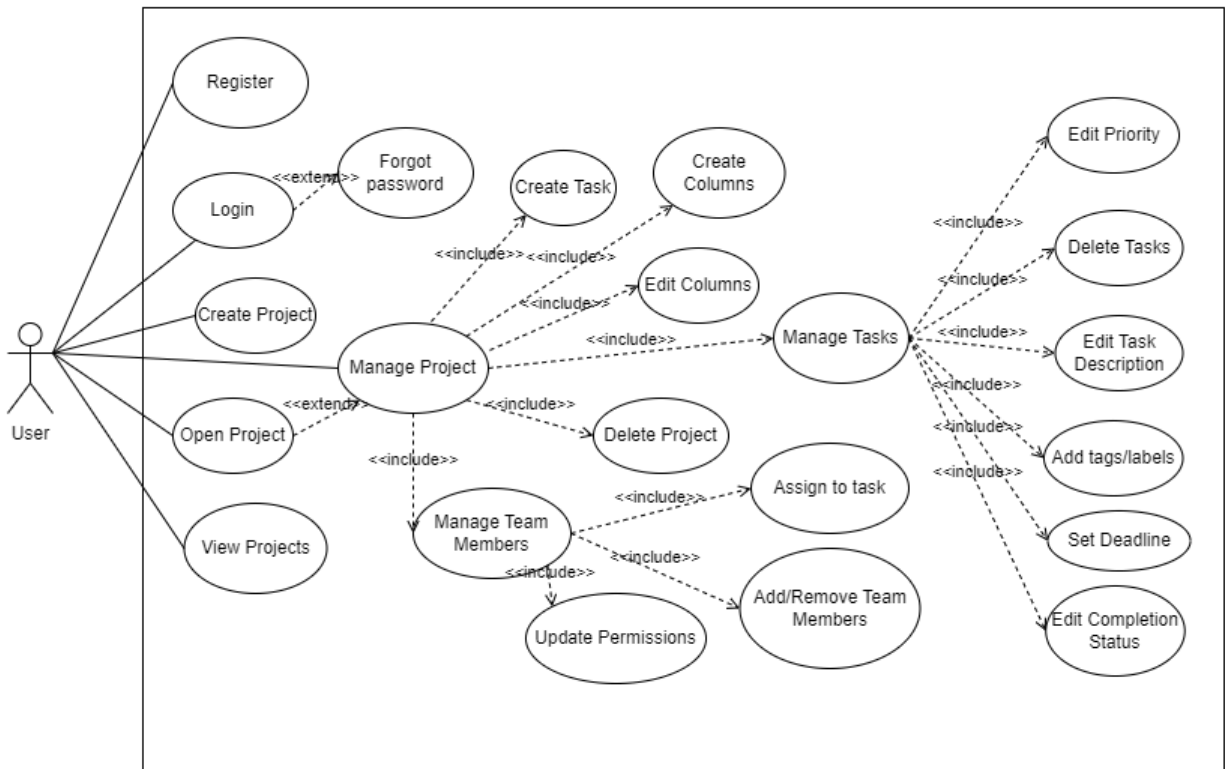 Register
Login
<<extend>>
Forgot
password
Create Project
Manage Project
Open Project
<<extend>>
View Projects
User
Create Task
<<include>>
Create
Columns
<<include>>
Edit Columns
<<include>>
<<include>>
Manage Tasks
<<include>>
Delete Project
<<include>>
Manage Team
Members
<<include>>
Assign to task
<<include>>
Add/Remove Team
Members
<<include>>
Update Permissions
<<include>>
Edit Priority
<<include>>
Delete Tasks
<<include>>
Edit Task
Description
<<include>>
Add tags/labels
<<include>>
Set Deadline
<<include>>
Edit Completion
Status